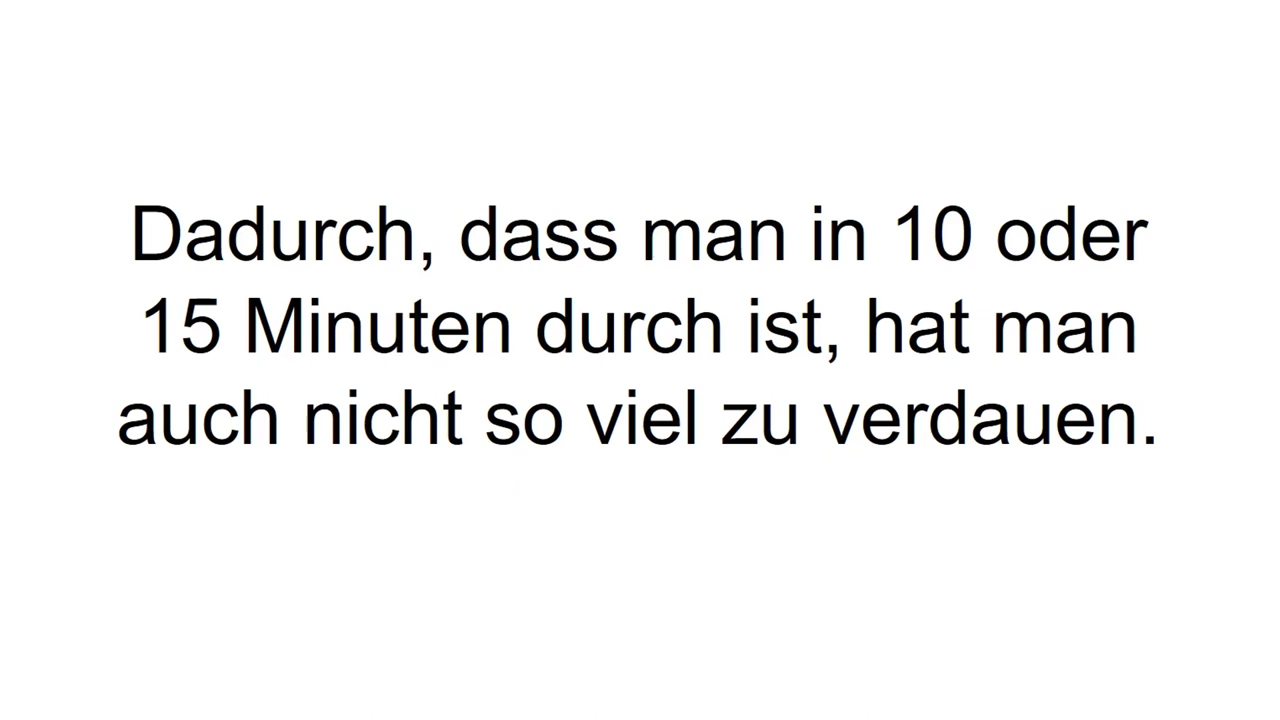 Dadurch, dass man in 10 oder
15 Minuten durch ist, hat man
auch nicht so viel zu verdauen.